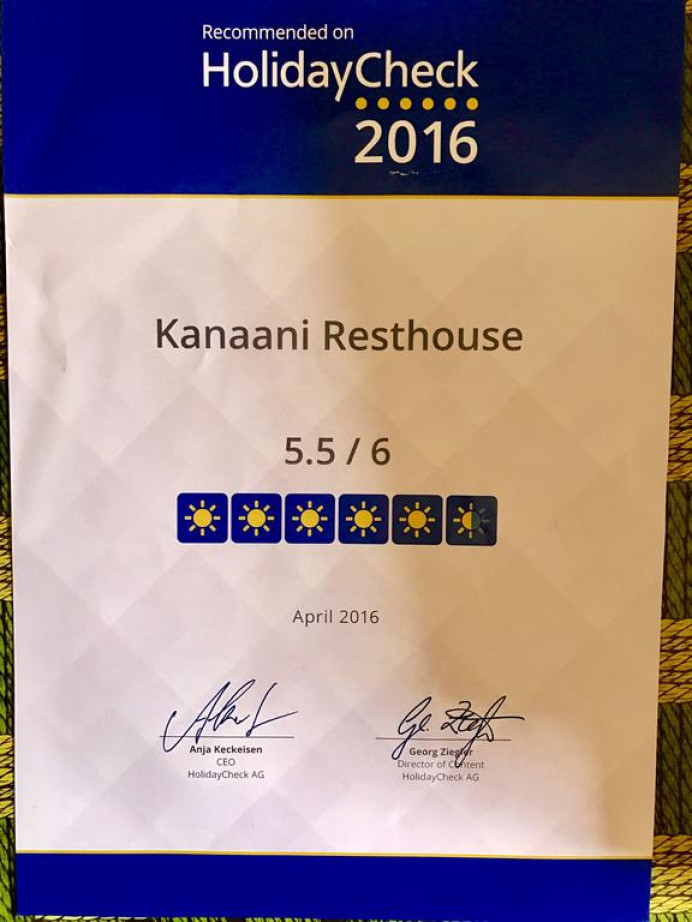 Recommended on
HolidayCheck
2016
Kanaani Resthouse
5.5 / 6
April 2016
Anja Keckeisen
CEO
HolidayCheck AG
Georg Ziegler
Director of Content
HolidayCheck AG